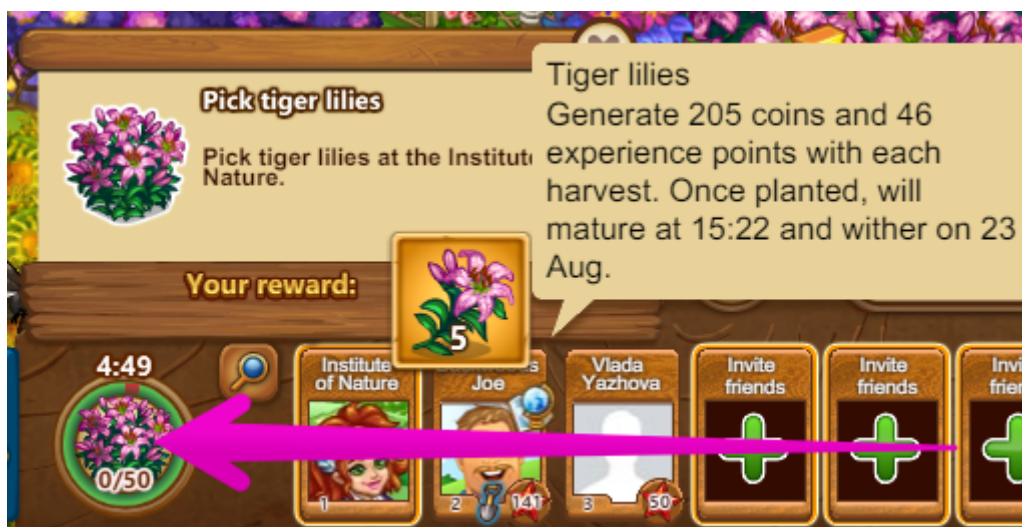 Pick tiger lilies
Pick tiger lilies at the Institute
Nature.
Tiger lilies
Generate 205 coins and 46
experience points with each
harvest. Once planted, will
mature at 15:22 and wither on 23
Aug.
Your reward:
5
4:49
0/50
Institute
of Nature
1
Joe
2
141
Vlada
Yazhova
3
50
Invite
friends
Invite
friends